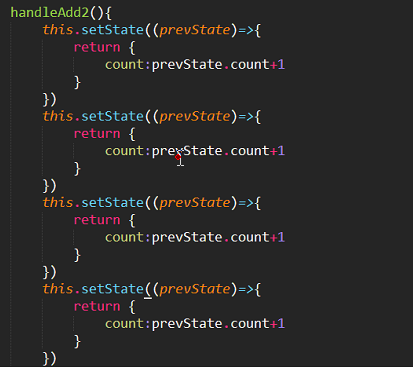 handleAdd2(){
    this.setState((prevState)=>{
        return {
            count:prevState.count+1
        }
    })
    this.setState((prevState)=>{
        return {
            count:prevState.count+1
        }
    })
    this.setState((prevState)=>{
        return {
            count:prevState.count+1
        }
    })
    this.setState((prevState)=>{
        return {
            count:prevState.count+1
        }
    })